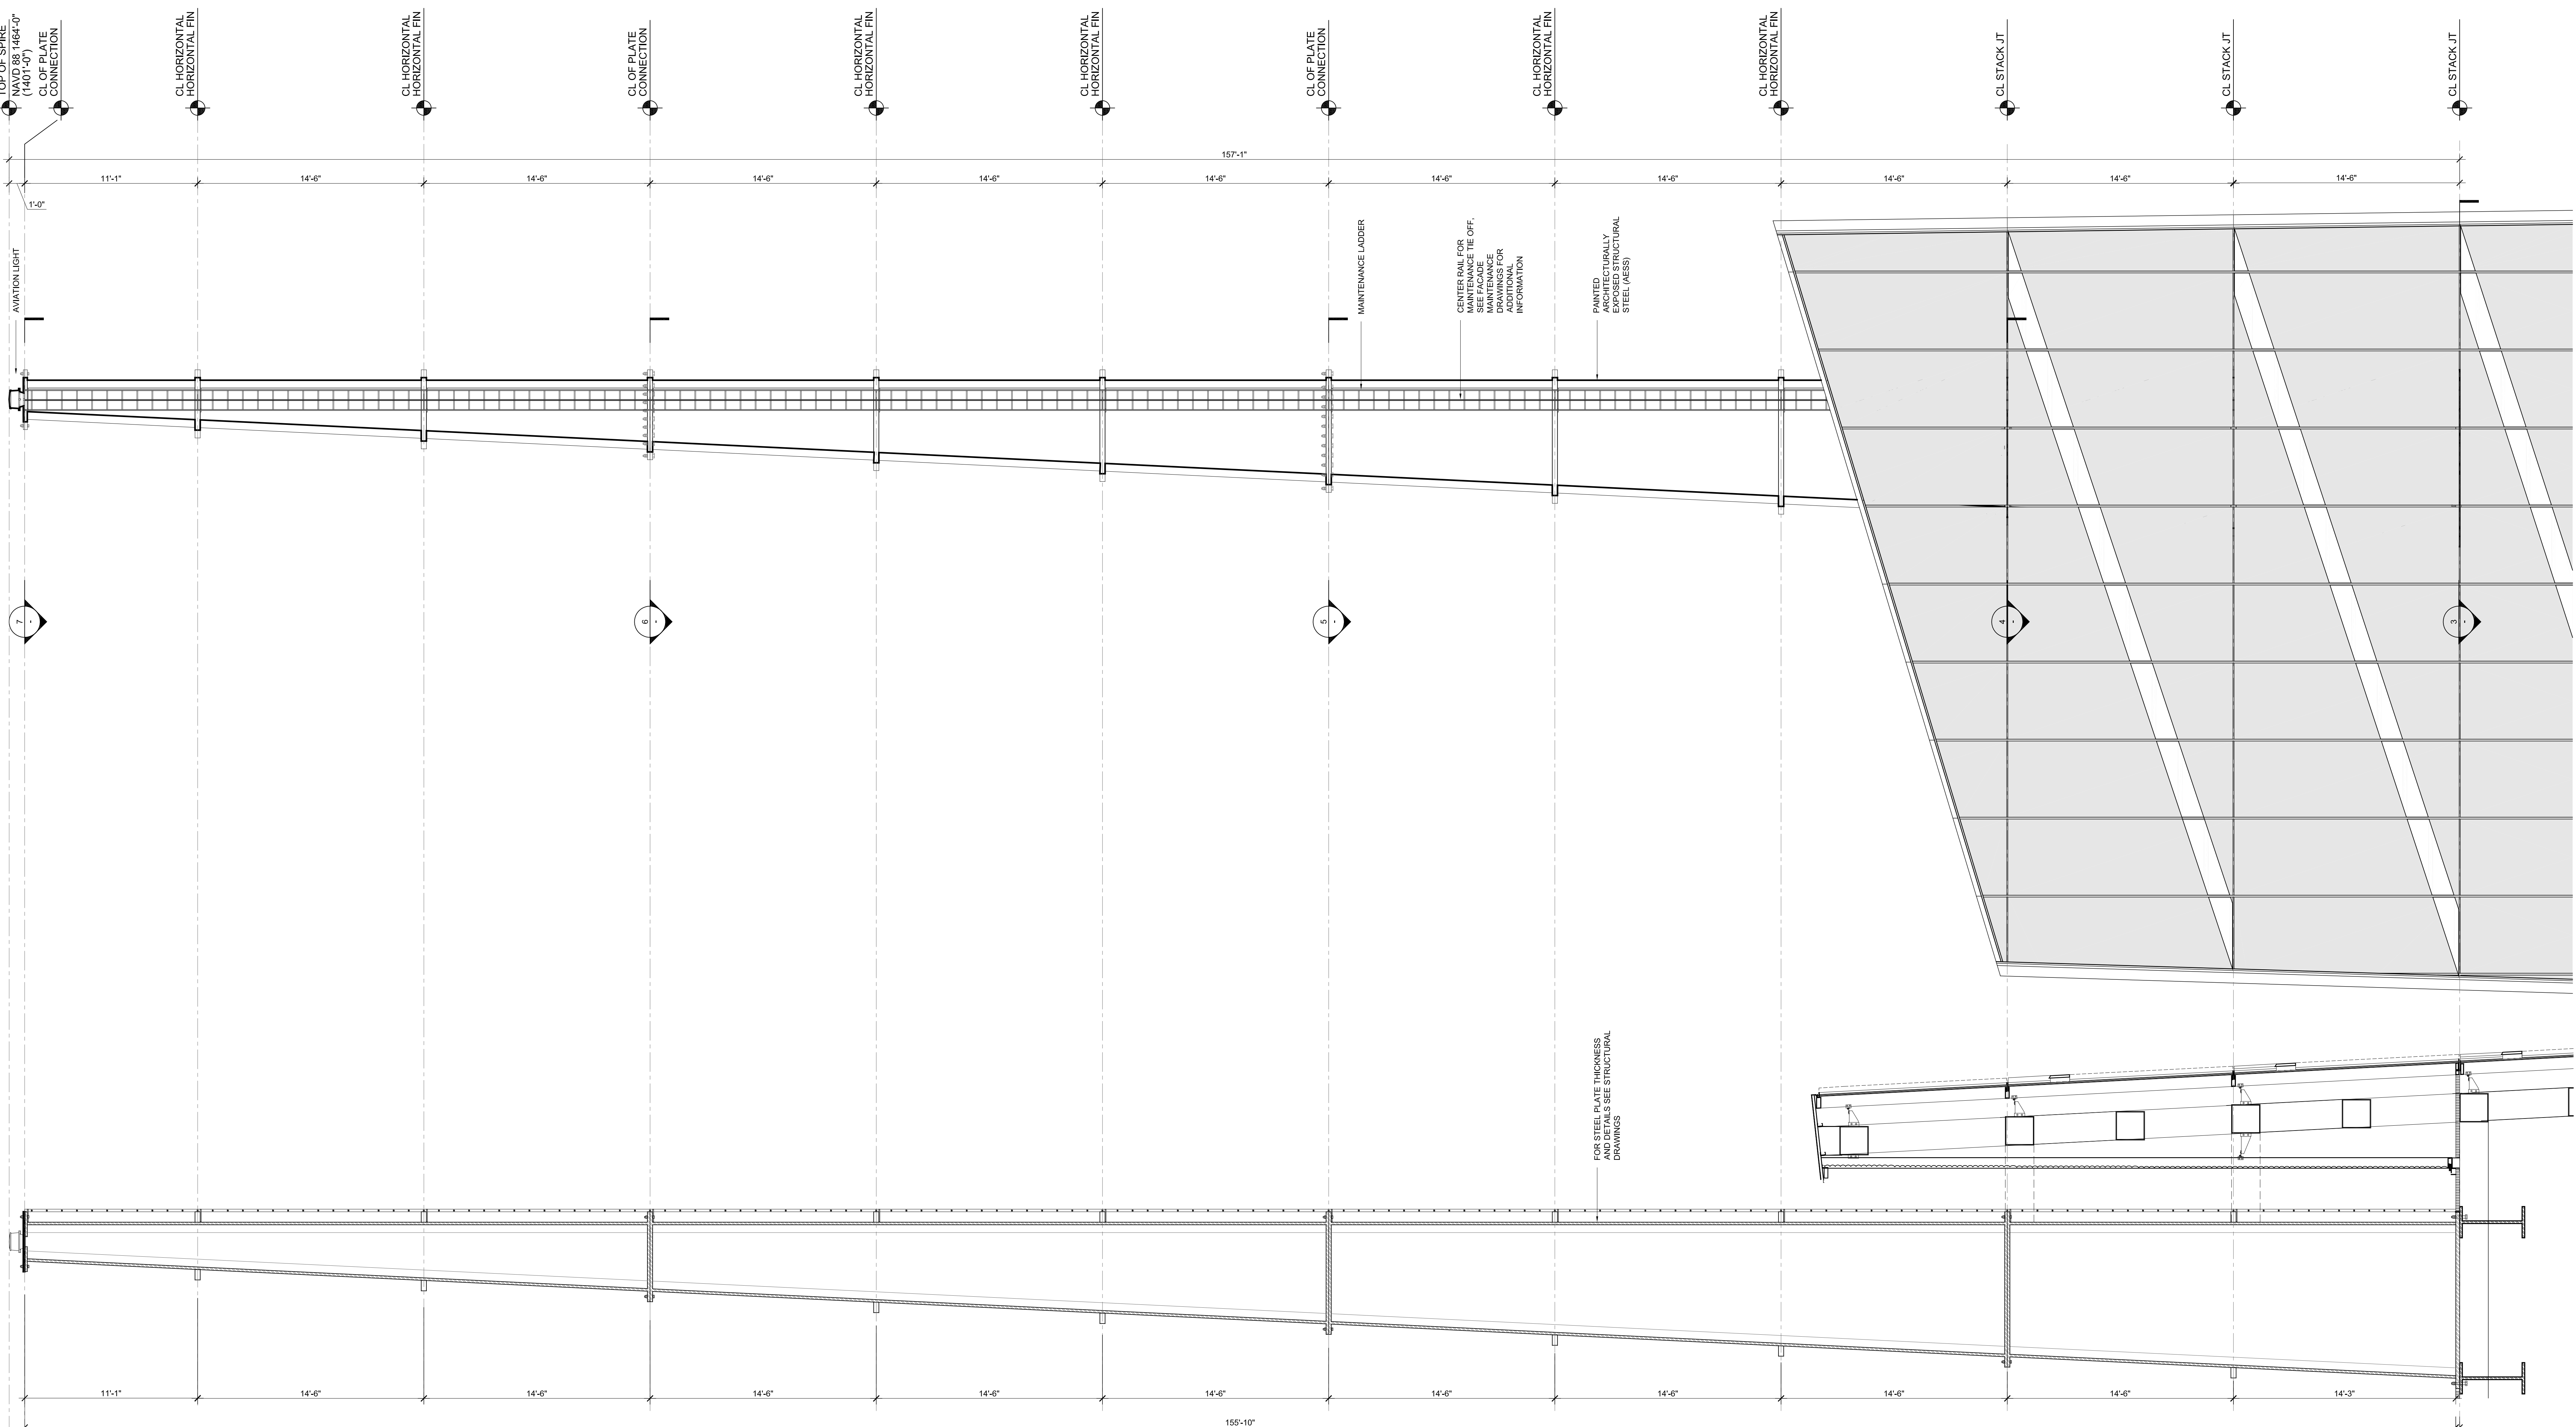 TOP OF SPIRE
NAVD 88 1464'-0"
(1401'-0")
CL OF PLATE
CONNECTION
CL HORIZONTAL
HORIZONTAL FIN
CL HORIZONTAL
HORIZONTAL FIN
CL OF PLATE
CONNECTION
CL HORIZONTAL
HORIZONTAL FIN
CL HORIZONTAL
HORIZONTAL FIN
CL OF PLATE
CONNECTION
CL HORIZONTAL
HORIZONTAL FIN
CL HORIZONTAL
HORIZONTAL FIN
CL STACK JT
CL STACK JT
CL STACK JT
157'-1"
11'-1"
14'-6"
14'-6"
14'-6"
14'-6"
14'-6"
14'-6"
14'-6"
14'-6"
14'-6"
14'-6"
1'-0"
AVIATION LIGHT
MAINTENANCE LADDER
CENTER RAIL FOR
MAINTENANCE TIE OFF,
SEE FACADE
MAINTENANCE
DRAWINGS FOR
ADDITIONAL
INFORMATION
PAINTED
ARCHITECTURALLY
EXPOSED STRUCTURAL
STEEL (AESS)
7
-
6
-
5
-
4
-
3
-
FOR STEEL PLATE THICKNESS
AND DETAILS SEE STRUCTURAL
DRAWINGS
11'-1"
14'-6"
14'-6"
14'-6"
14'-6"
14'-6"
14'-6"
14'-6"
14'-6"
14'-6"
14'-3"
155'-10"